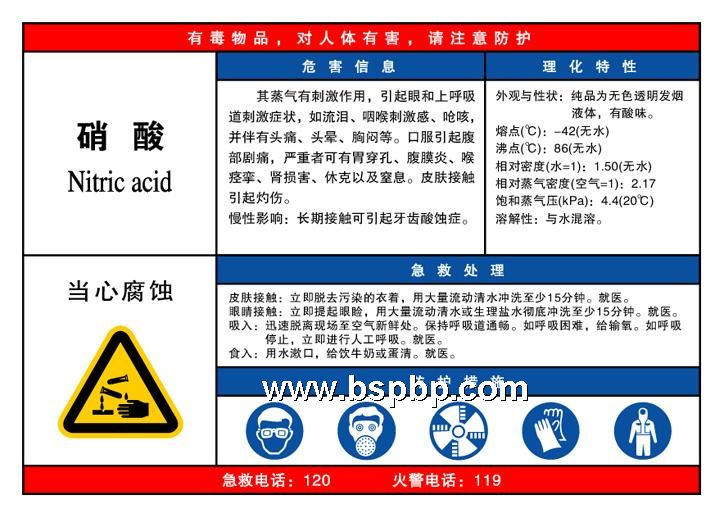 有毒物品，对人体有害，请注意防护
硝 酸
Nitric acid
危 害 信 息
其蒸气有刺激作用，引起眼和上呼吸
道刺激症状，如流泪、咽喉刺激感、呛咳，
并伴有头痛、头晕、胸闷等。口服引起腹
部剧痛，严重者可有胃穿孔、腹膜炎、喉
痉挛、肾损害、休克以及窒息。皮肤接触
引起灼伤。
慢性影响：长期接触可引起牙齿酸蚀症。
理 化 特 性
外观与性状：纯品为无色透明发烟
液体，有酸味。
熔点(℃)：-42(无水)
沸点(℃)：86(无水)
相对密度(水=1)：1.50(无水)
相对蒸气密度(空气=1)：2.17
饱和蒸气压(kPa)：4.4(20℃)
溶解性：与水混溶。
当心腐蚀
急 救 处 理
皮肤接触：立即脱去污染的衣着，用大量流动清水冲洗至少15分钟。就医。
眼睛接触：立即提起眼睑，用大量流动清水或生理盐水彻底冲洗至少15分钟。就医。
吸入：迅速脱离现场至空气新鲜处。保持呼吸道通畅。如呼吸困难，给输氧。如呼吸
停止，立即进行人工呼吸。就医。
食入：用水漱口，给饮牛奶或蛋清。就医。
防 护 措 施
www.bspbp.com
急救电话：120 火警电话：119